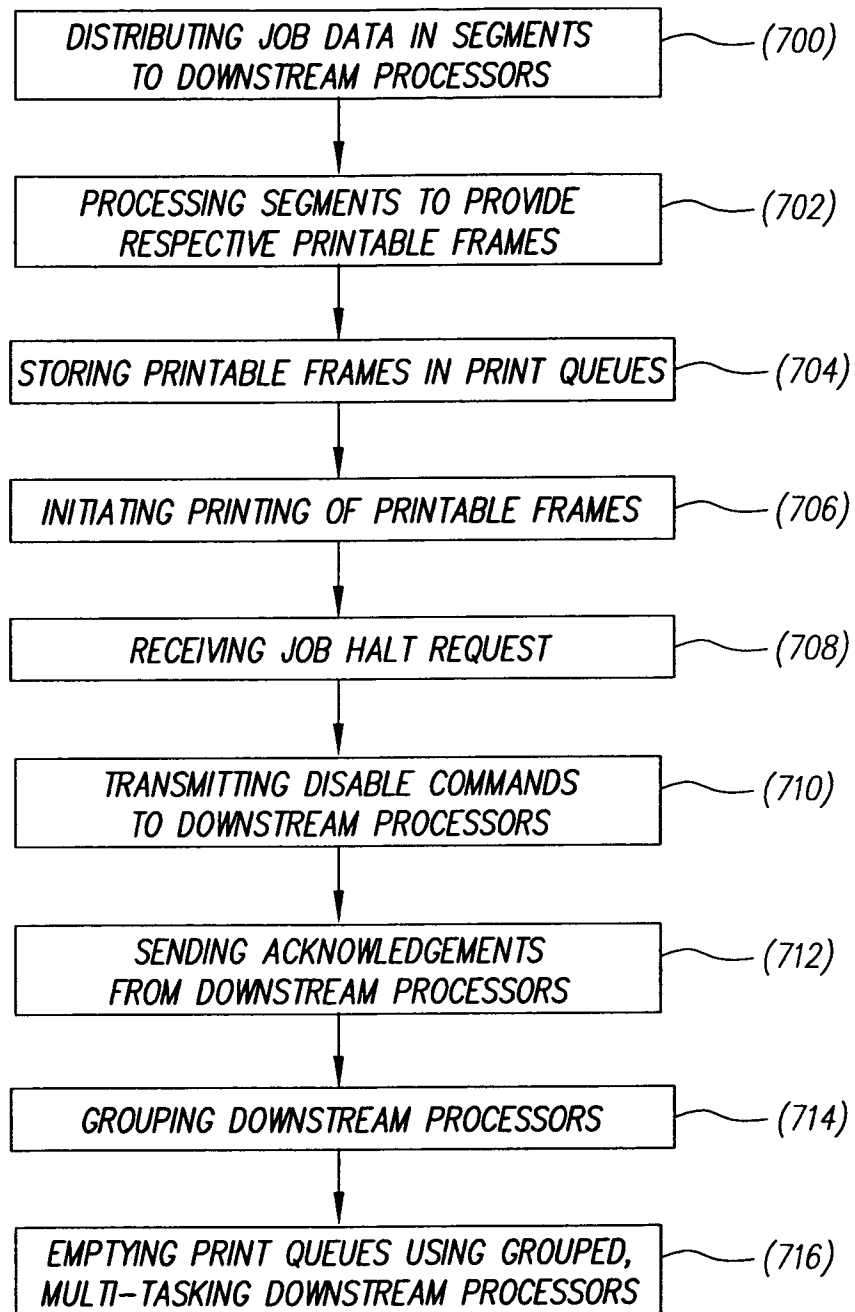 DISTRIBUTING JOB DATA IN SEGMENTS
TO DOWNSTREAM PROCESSORS
(700)
PROCESSING SEGMENTS TO PROVIDE
RESPECTIVE PRINTABLE FRAMES
(702)
STORING PRINTABLE FRAMES IN PRINT QUEUES
(704)
INITIATING PRINTING OF PRINTABLE FRAMES
(706)
RECEIVING JOB HALT REQUEST
(708)
TRANSMITTING DISABLE COMMANDS
TO DOWNSTREAM PROCESSORS
(710)
SENDING ACKNOWLEDGEMENTS
FROM DOWNSTREAM PROCESSORS
(712)
GROUPING DOWNSTREAM PROCESSORS
(714)
EMPTYING PRINT QUEUES USING GROUPED,
MULTI-TASKING DOWNSTREAM PROCESSORS
(716)